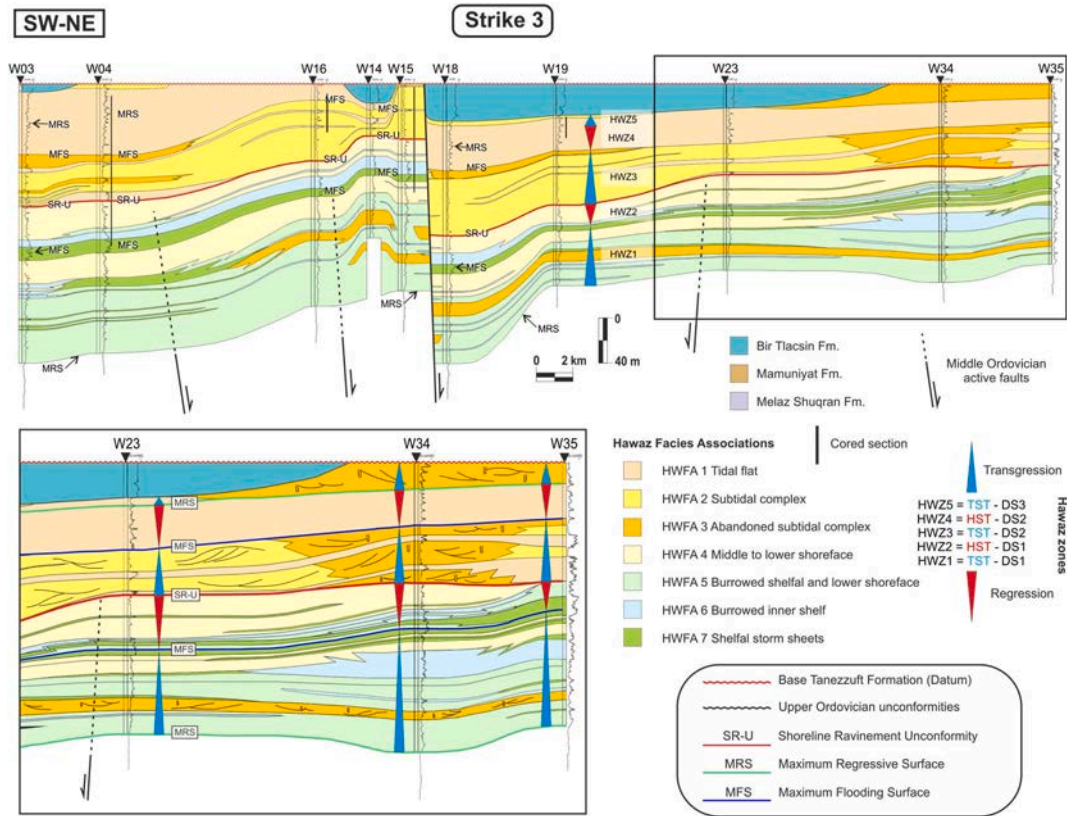 SW-NE
Strike 3
W03 W04 W16 W14 W15 W18 W19 W23 W34 W35
MRS
MFS
MFS
SR-U
SR-U
MFS
MFS
MRS
MFS
SR-U
MFS
MFS
MFS
SR-U
MFS
MRS
MRS
MFS
SR-U
MFS
MRS
HWZ5
HWZ4
HWZ3
HWZ2
HWZ1
0
40 m
0 2 km
Bir Tlacsin Fm.
Mamuniyat Fm.
Melaz Shuqran Fm.
Middle Ordovician
active faults
W23 W34 W35
MRS
MFS
SR-U
MFS
MRS
Hawaz Facies Associations
HWFA 1 Tidal flat
HWFA 2 Subtidal complex
HWFA 3 Abandoned subtidal complex
HWFA 4 Middle to lower shoreface
HWFA 5 Burrowed shelfal and lower shoreface
HWFA 6 Burrowed inner shelf
HWFA 7 Shelfal storm sheets
Cored section
Transgression
HWZ5 = TST - DS3
HWZ4 = HST - DS2
HWZ3 = TST - DS2
HWZ2 = HST - DS1
HWZ1 = TST - DS1
Hawaz zones
Regression
Base Tanezzuft Formation (Datum)
Upper Ordovician unconformities
SR-U Shoreline Ravinement Unconformity
MRS Maximum Regressive Surface
MFS Maximum Flooding Surface